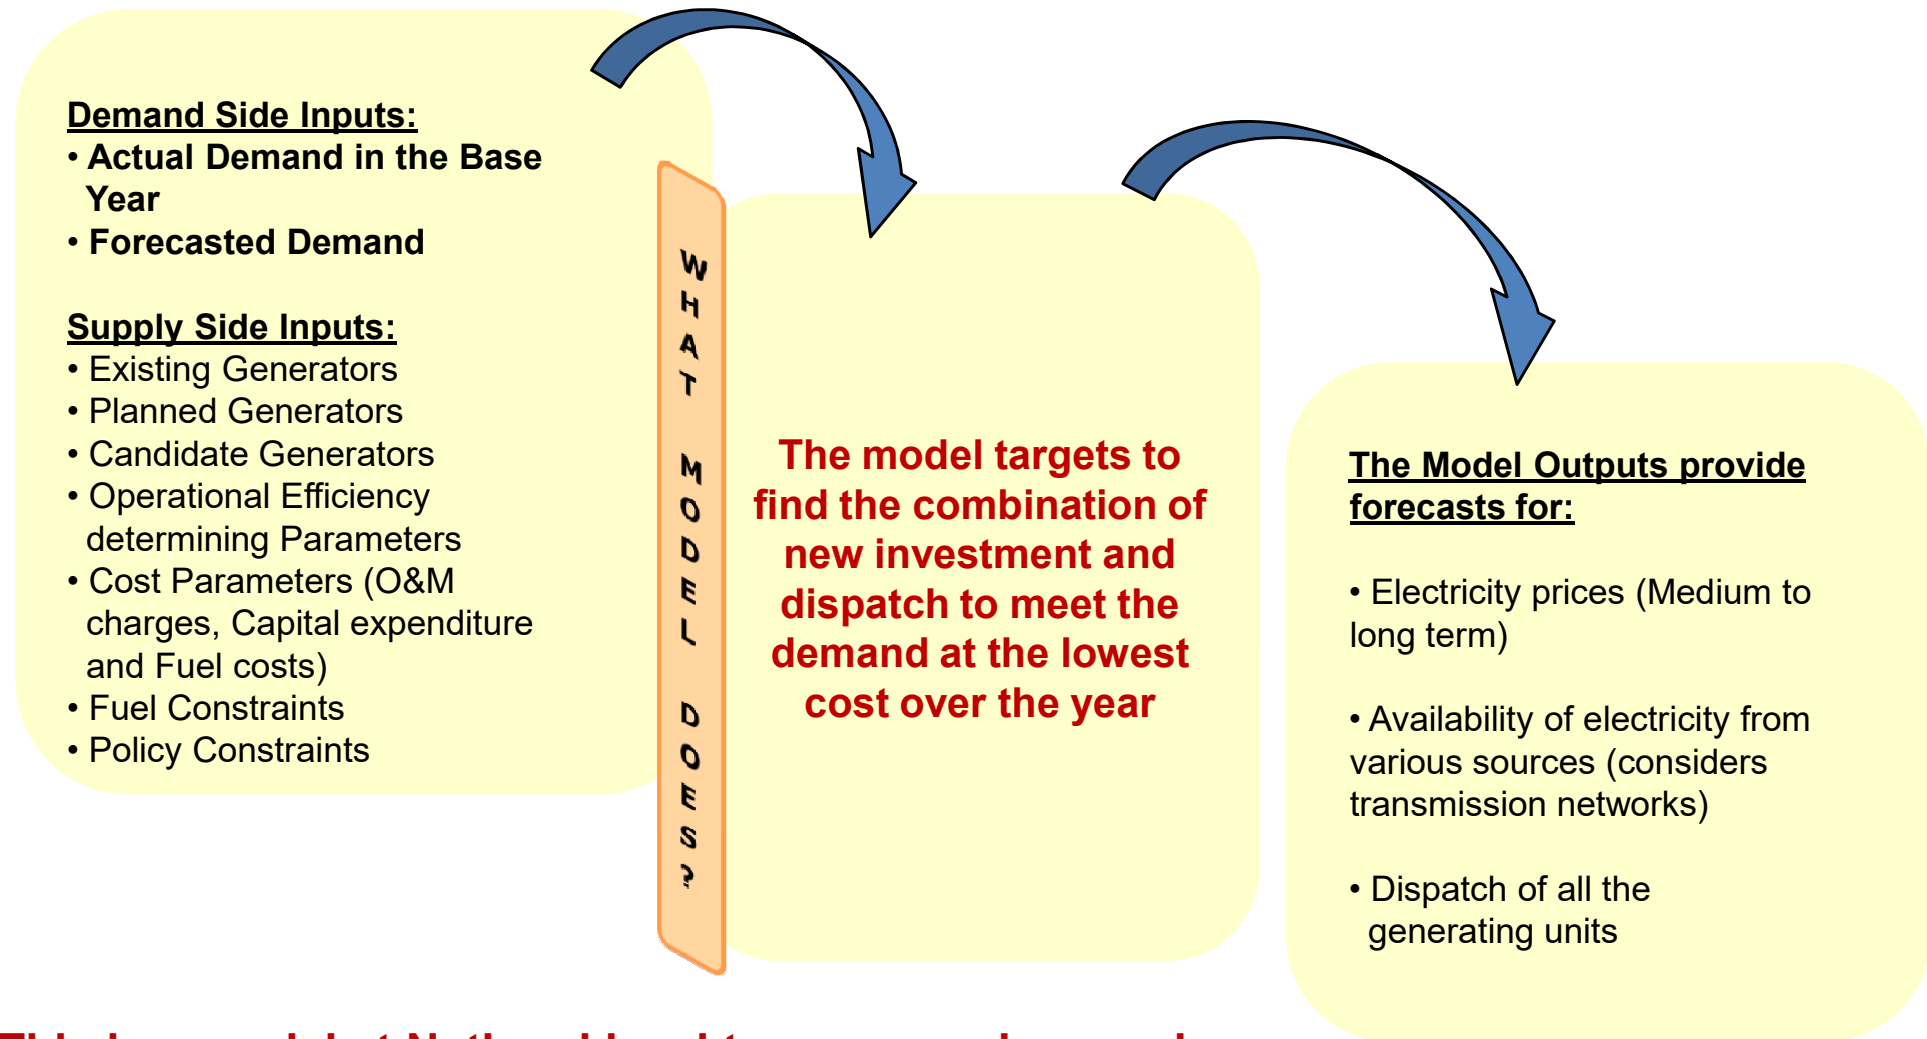 Demand Side Inputs:
• Actual Demand in the Base
Year
• Forecasted Demand
Supply Side Inputs:
• Existing Generators
• Planned Generators
• Candidate Generators
• Operational Efficiency
determining Parameters
• Cost Parameters (O&M
charges, Capital expenditure
and Fuel costs)
• Fuel Constraints
• Policy Constraints
WHAT MODEL DOES?
The model targets to
find the combination of
new investment and
dispatch to meet the
demand at the lowest
cost over the year
The Model Outputs provide
forecasts for:
• Electricity prices (Medium to
long term)
• Availability of electricity from
various sources (considers
transmission networks)
• Dispatch of all the
generating units